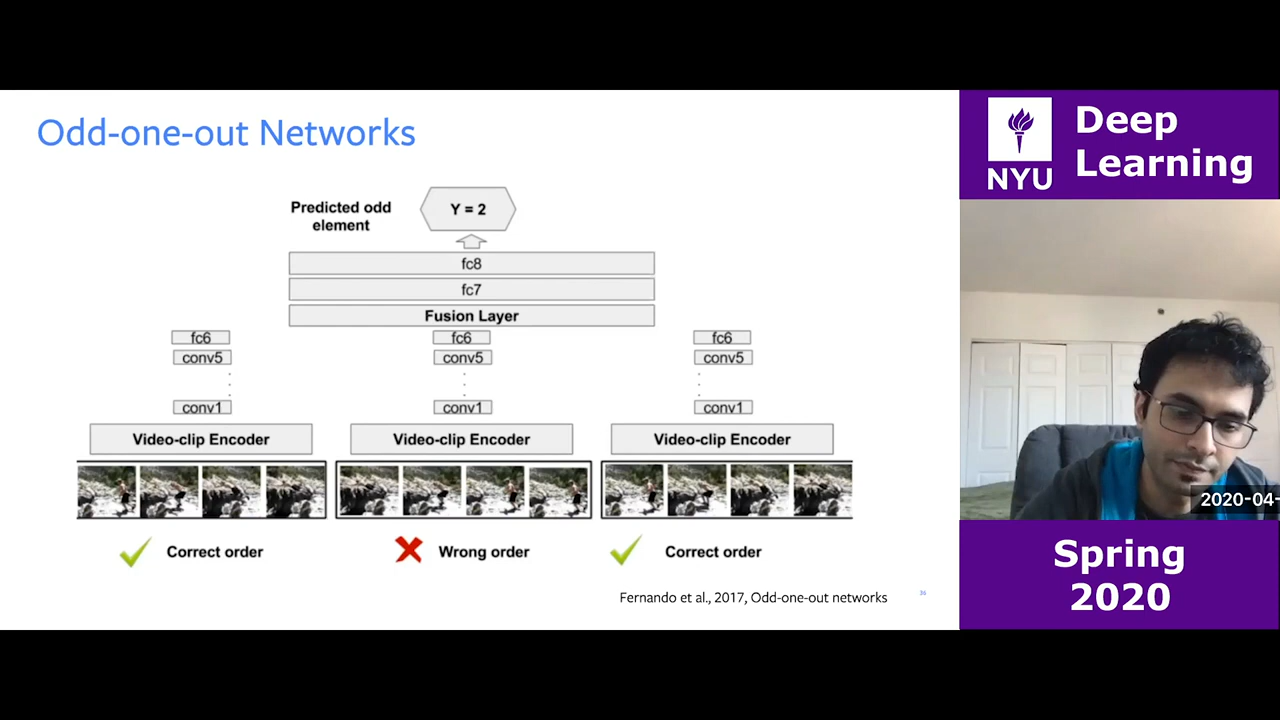 Odd-one-out Networks
Predicted odd
element
Y = 2
fc8
fc7
Fusion Layer
fc6
fc6
fc6
conv5
conv5
conv5
conv1
conv1
conv1
Video-clip Encoder
Video-clip Encoder
Video-clip Encoder
Correct order
Wrong order
Correct order
Fernando et al., 2017, Odd-one-out networks
36
NYU
Deep
Learning
2020-04-
Spring
2020